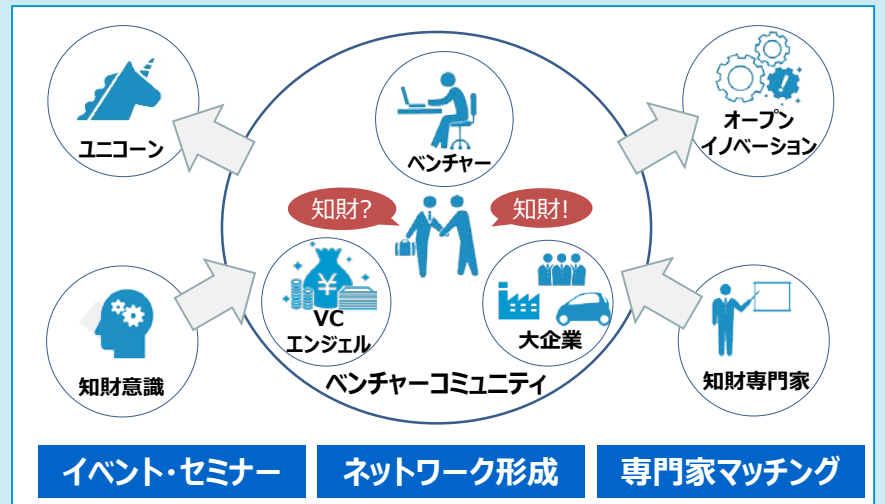 ユニコーン
ベンチャー
オープン
イノベーション
知財?
知財!
¥
VC
エンジェル
大企業
知財意識
ベンチャーコミュニティ
知財専門家
イベント・セミナー
ネットワーク形成
専門家マッチング